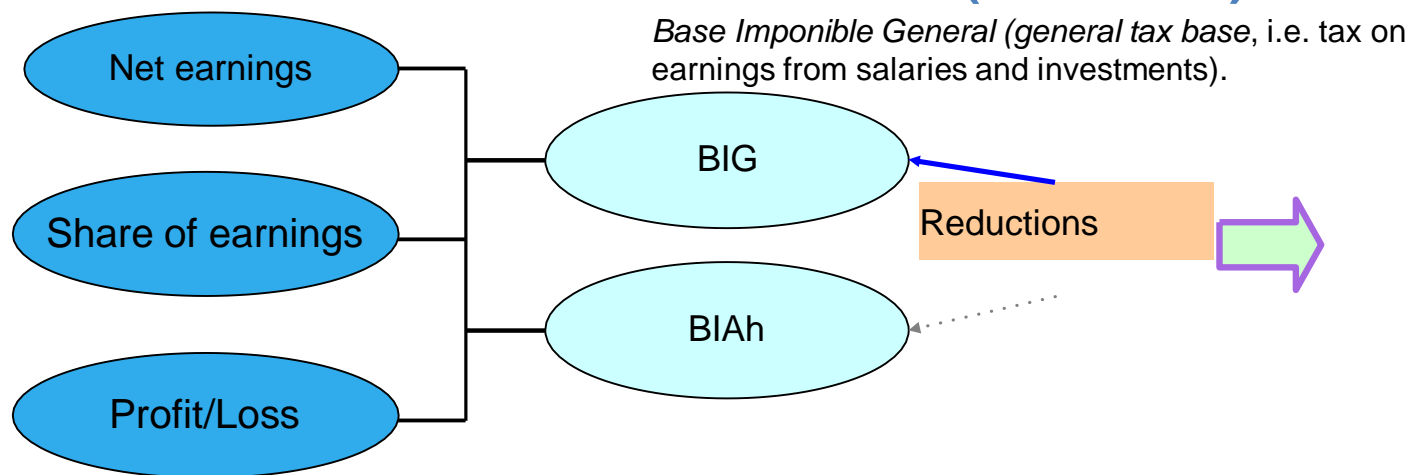 Base Imponible General (general tax base, i.e. tax on
earnings from salaries and investments).
Net earnings
BIG
Reductions
Share of earnings
BIAh
Profit/Loss